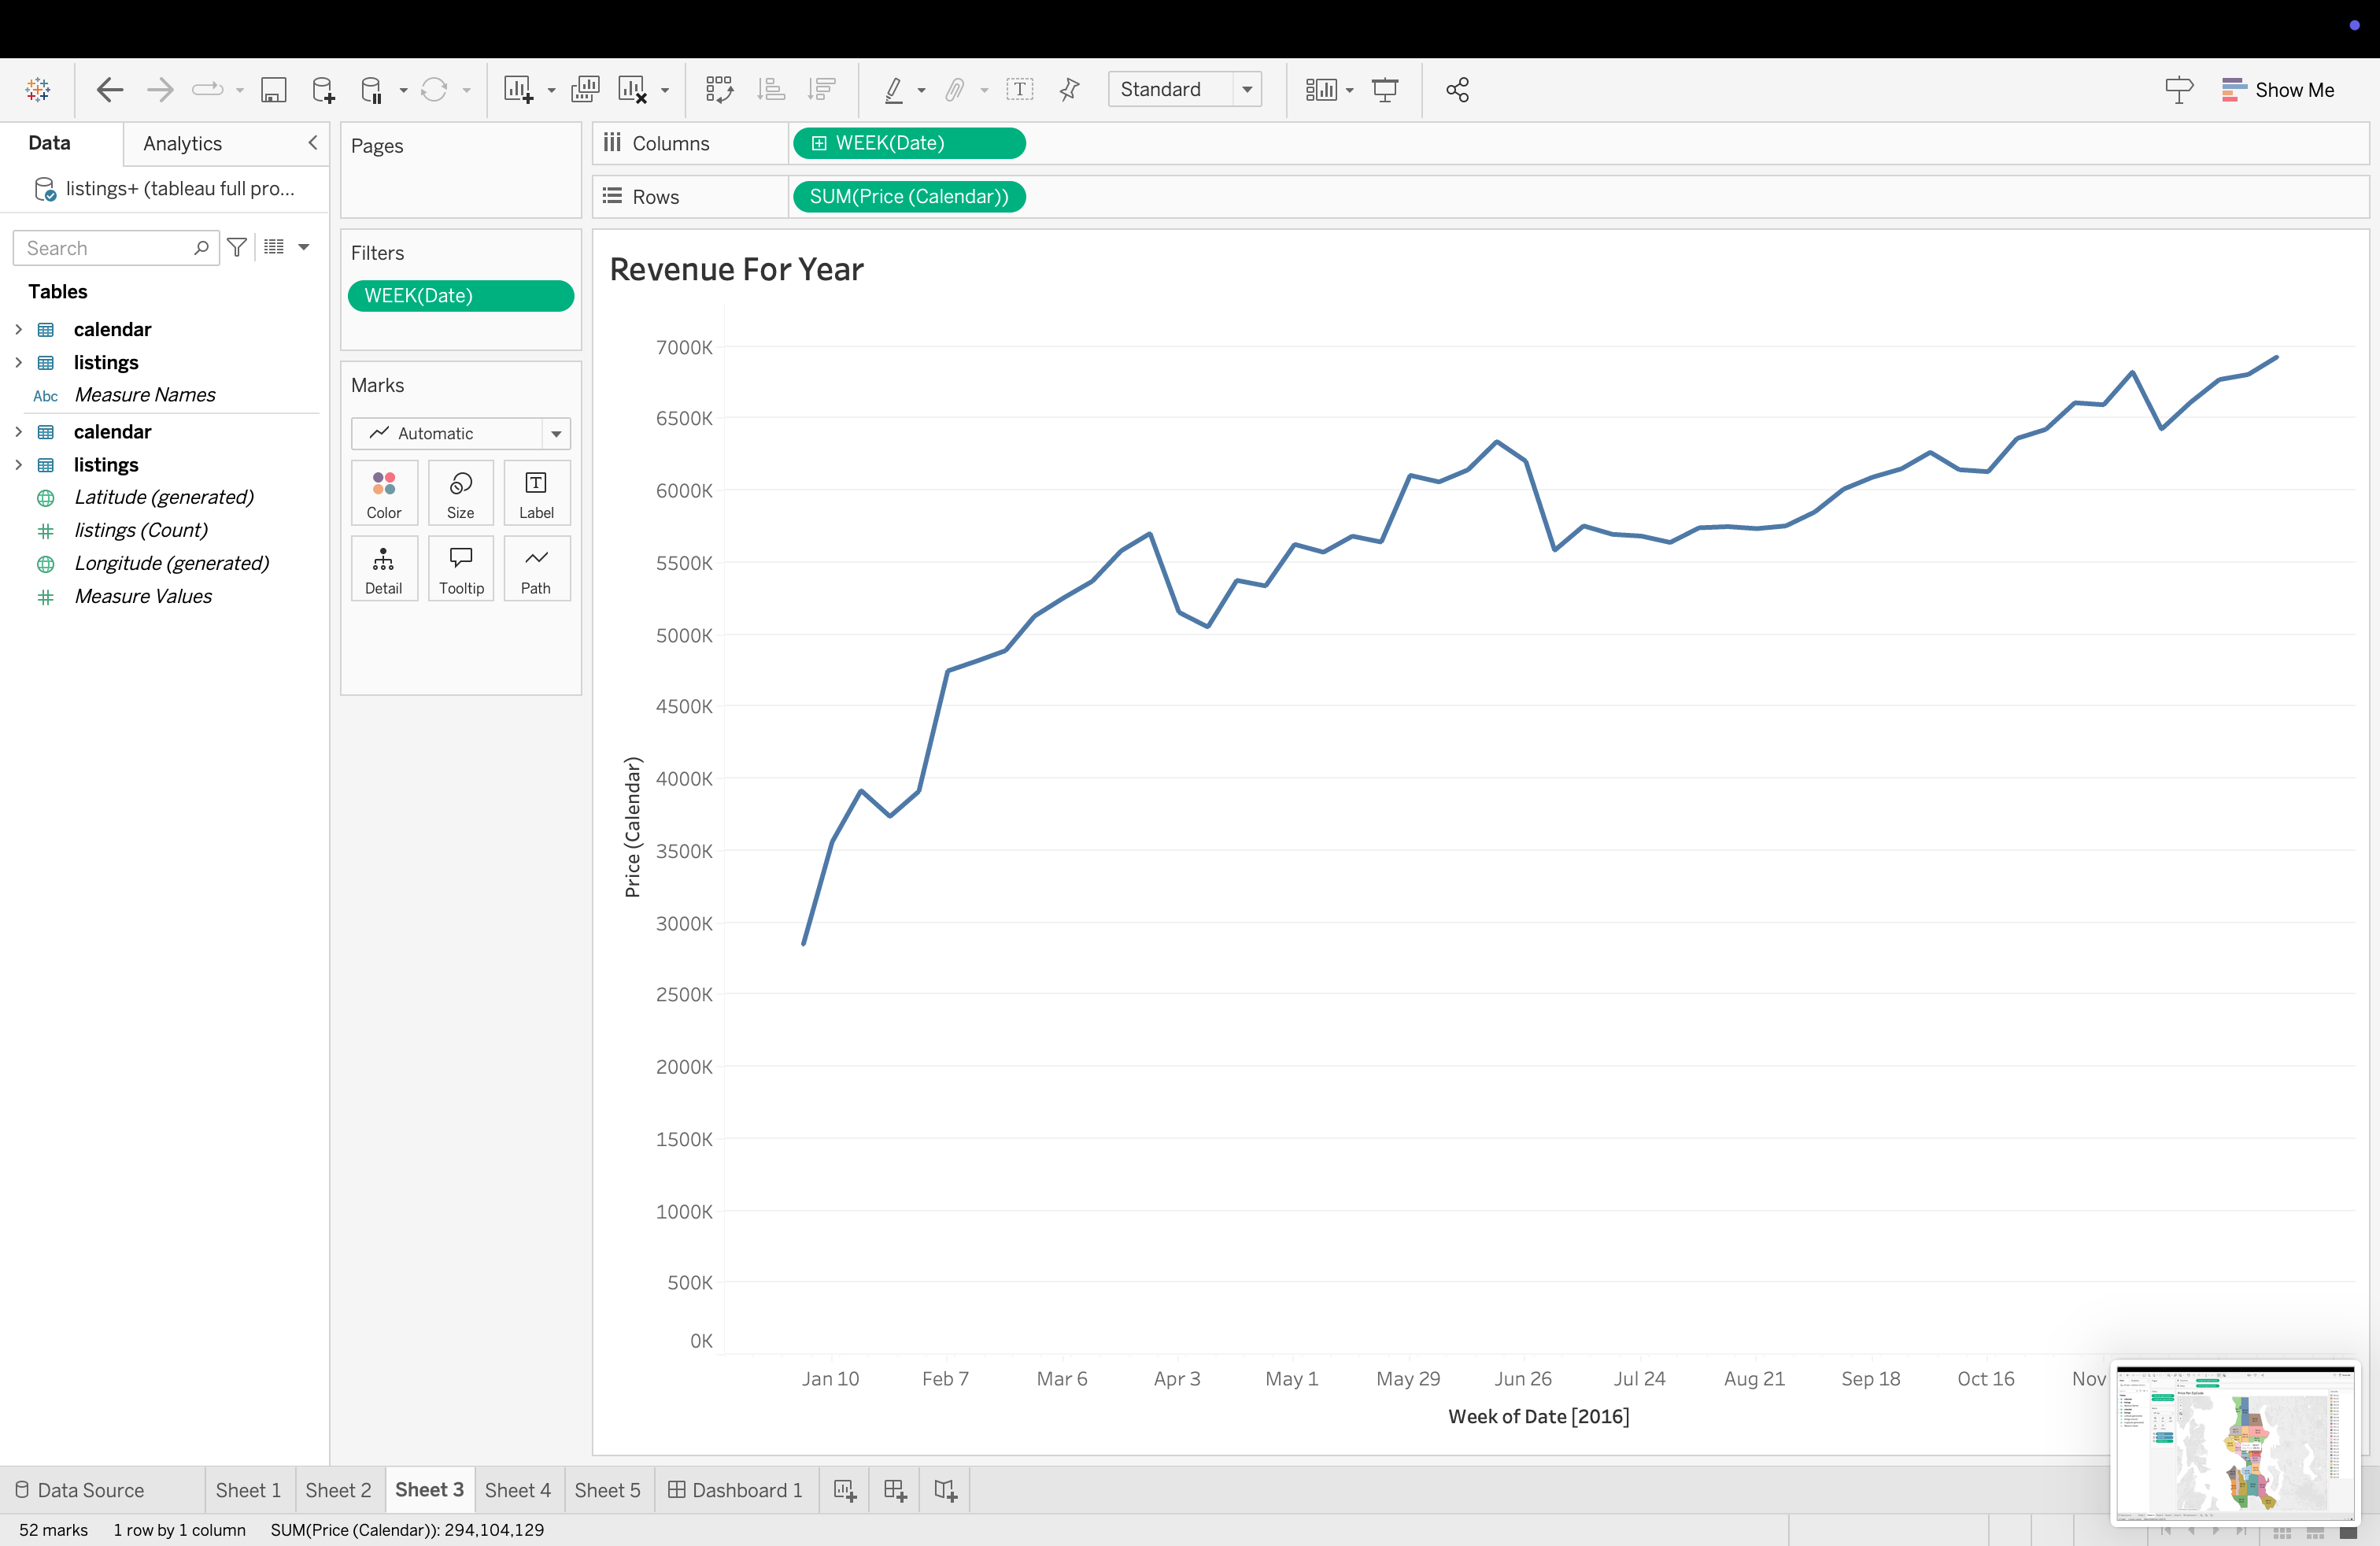 Standard
Show Me
Data
Analytics
listings+ (tableau full pro...
Search
Tables
calendar
listings
Abc Measure Names
calendar
listings
Latitude (generated)
listings (Count)
Longitude (generated)
Measure Values
Pages
Filters
WEEK(Date)
Marks
Automatic
Color Size Label
Detail Tooltip Path
Columns WEEK(Date)
Rows SUM(Price (Calendar))
Revenue For Year
7000K
6500K
6000K
5500K
5000K
4500K
4000K
3500K
3000K
2500K
2000K
1500K
1000K
500K
0K
Price (Calendar)
Jan 10 Feb 7 Mar 6 Apr 3 May 1 May 29 Jun 26 Jul 24 Aug 21 Sep 18 Oct 16 Nov
Week of Date [2016]
Data Source Sheet 1 Sheet 2 Sheet 3 Sheet 4 Sheet 5 Dashboard 1
52 marks 1 row by 1 column SUM(Price (Calendar)): 294,104,129